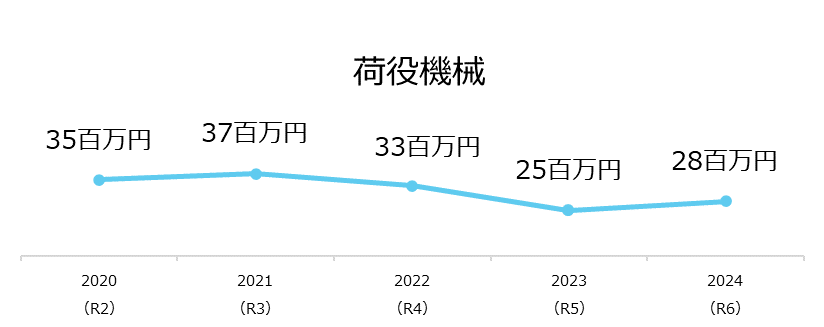 荷役機械
35百万円
37百万円
33百万円
25百万円
28百万円
2020
2021
2022
2023
2024
（R2）
（R3）
（R4）
（R5）
（R6）